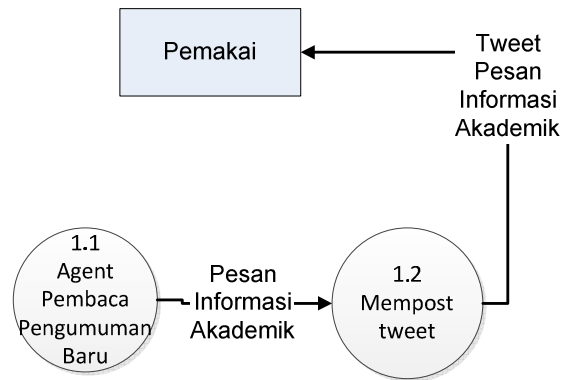 Pemakai
Tweet
Pesan
Informasi
Akademik
1.1
Agent
Pembaca
Pengumuman
Baru
Pesan
Informasi
Akademik
1.2
Mempost
tweet